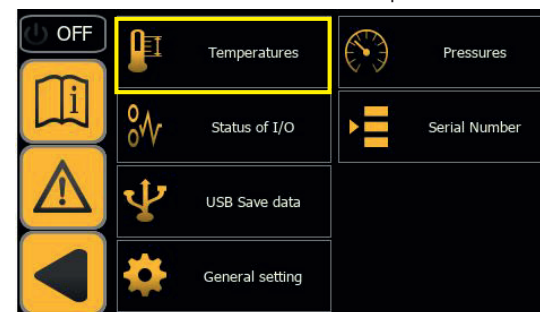 OFF
Temperatures
Pressures
Status of I/O
Serial Number
USB Save data
General setting